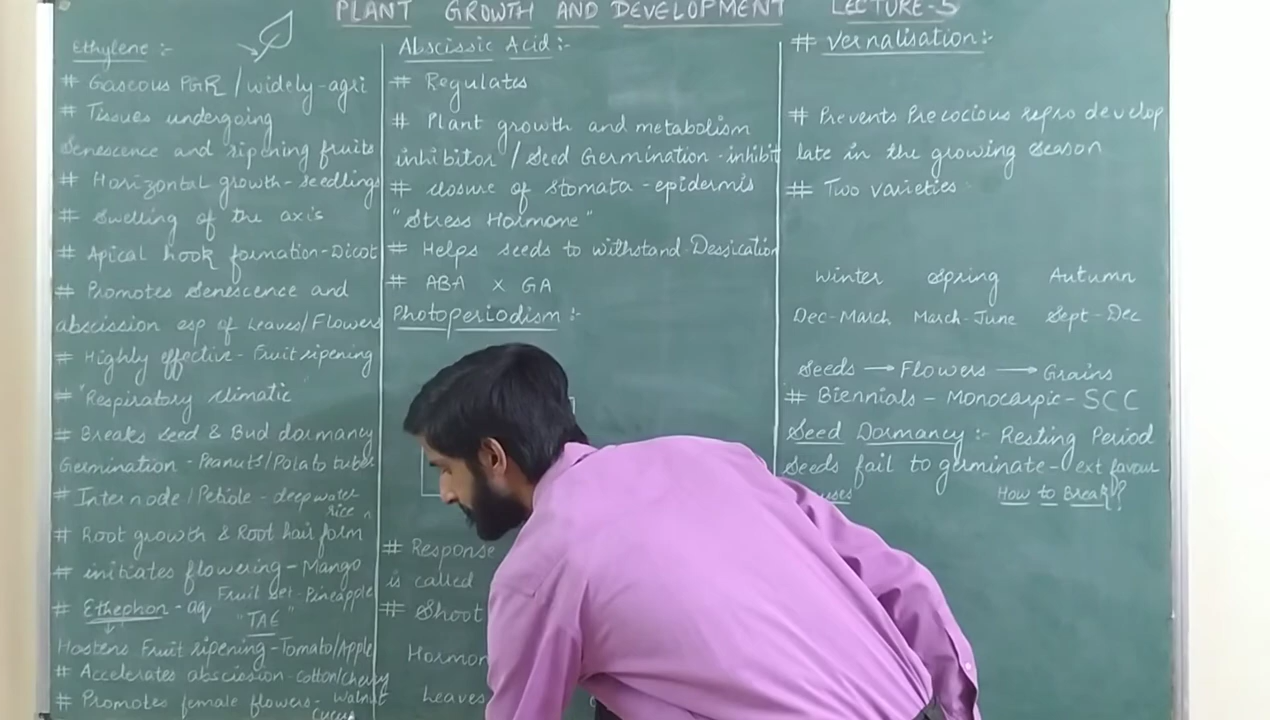 PLANT GROWTH AND DEVELOPMENT LECTURE-5
Ethylene :-
# Gaseous PGR / widely-agri
# Tissues undergoing
Senescence and ripening fruits
# Horizontal growth - seedlings
# Swelling of the axis
# Apical hook formation-Dicot
# Promotes Senescence and
abscission esp of Leaves/Flowers
# Highly effective - Fruit ripening
# "Respiratory climatic"
# Breaks seed & Bud dormancy
Germination - Peanuts/Potato tuber
# Internode/Petiole - deep water
rice
# Root growth & Root hair form
# initiates flowering - Mango
Fruit set - Pineapple
# Ethephon - aq "TAE"
Hastens Fruit ripening - Tomato/Apple
# Accelerates abscission - cotton/cherry
# Promotes female flowers - Walnut
Abscissic Acid :-
# Regulates
# Plant growth and metabolism
inhibitor / Seed Germination - inhibit
# closure of stomata - epidermis
"Stress Hormone"
# Helps seeds to withstand Dessication
# ABA x GA
Photoperiodism :-
# Response
is called
# Shoot
Hormon
Leaves
# Vernalisation :-
# Prevents Precocious repro develop
late in the growing season
# Two varieties
Winter Spring Autumn
Dec-March March-June Sept-Dec
Seeds → Flowers → Grains
# Biennials - Monocarpic - SCC
Seed Dormancy :- Resting Period
Seeds fail to germinate - ext favour
uses How to Break?